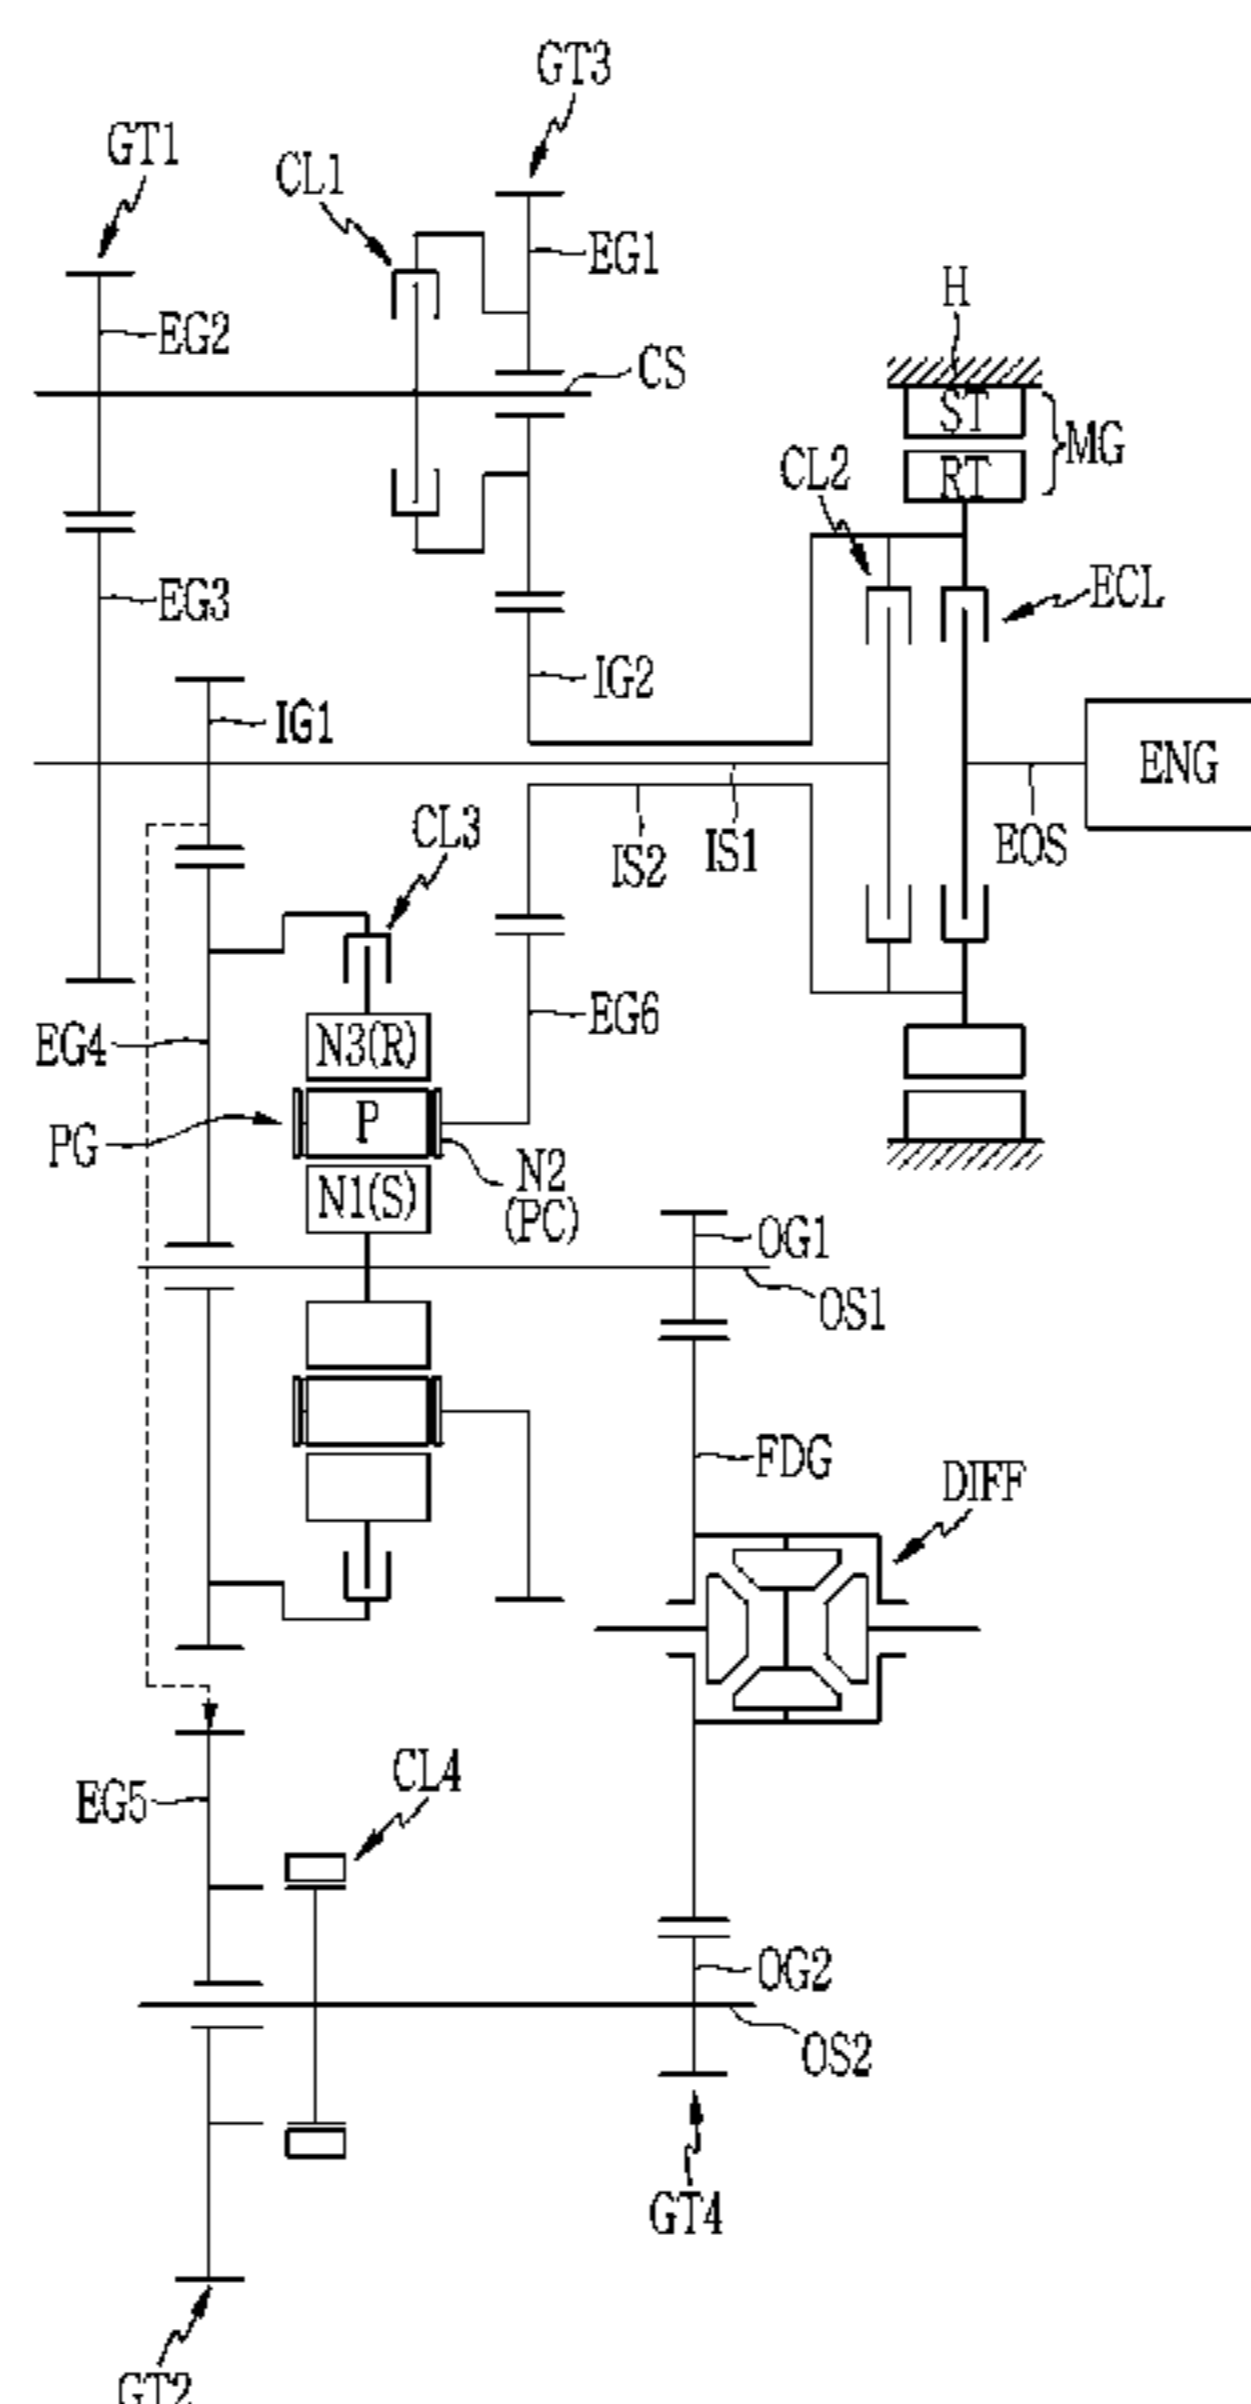 GT3
GT1
CL1
EG1
H
EG2
CS
ST
MG
CL2
RT
EG3
ECL
IG2
IG1
ENG
CL3
IS2
IS1
EOS
EG6
EG4
N3(R)
P
PG
N2
(PC)
N1(S)
OG1
OS1
FDG
DIFF
CL4
EG5
OG2
OS2
GT4
GT2